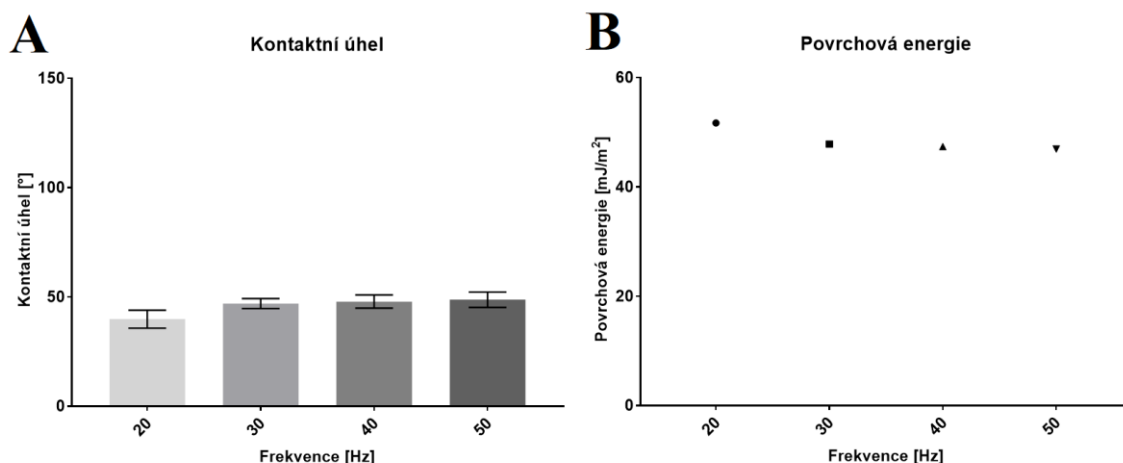 A
Kontaktní úhel
150
100
50
0
Kontaktní úhel [°]
20
30
40
50
Frekvence [Hz]
B
Povrchová energie
60
40
20
0
Povrchová energie [mJ/m²]
20
30
40
50
Frekvence [Hz]